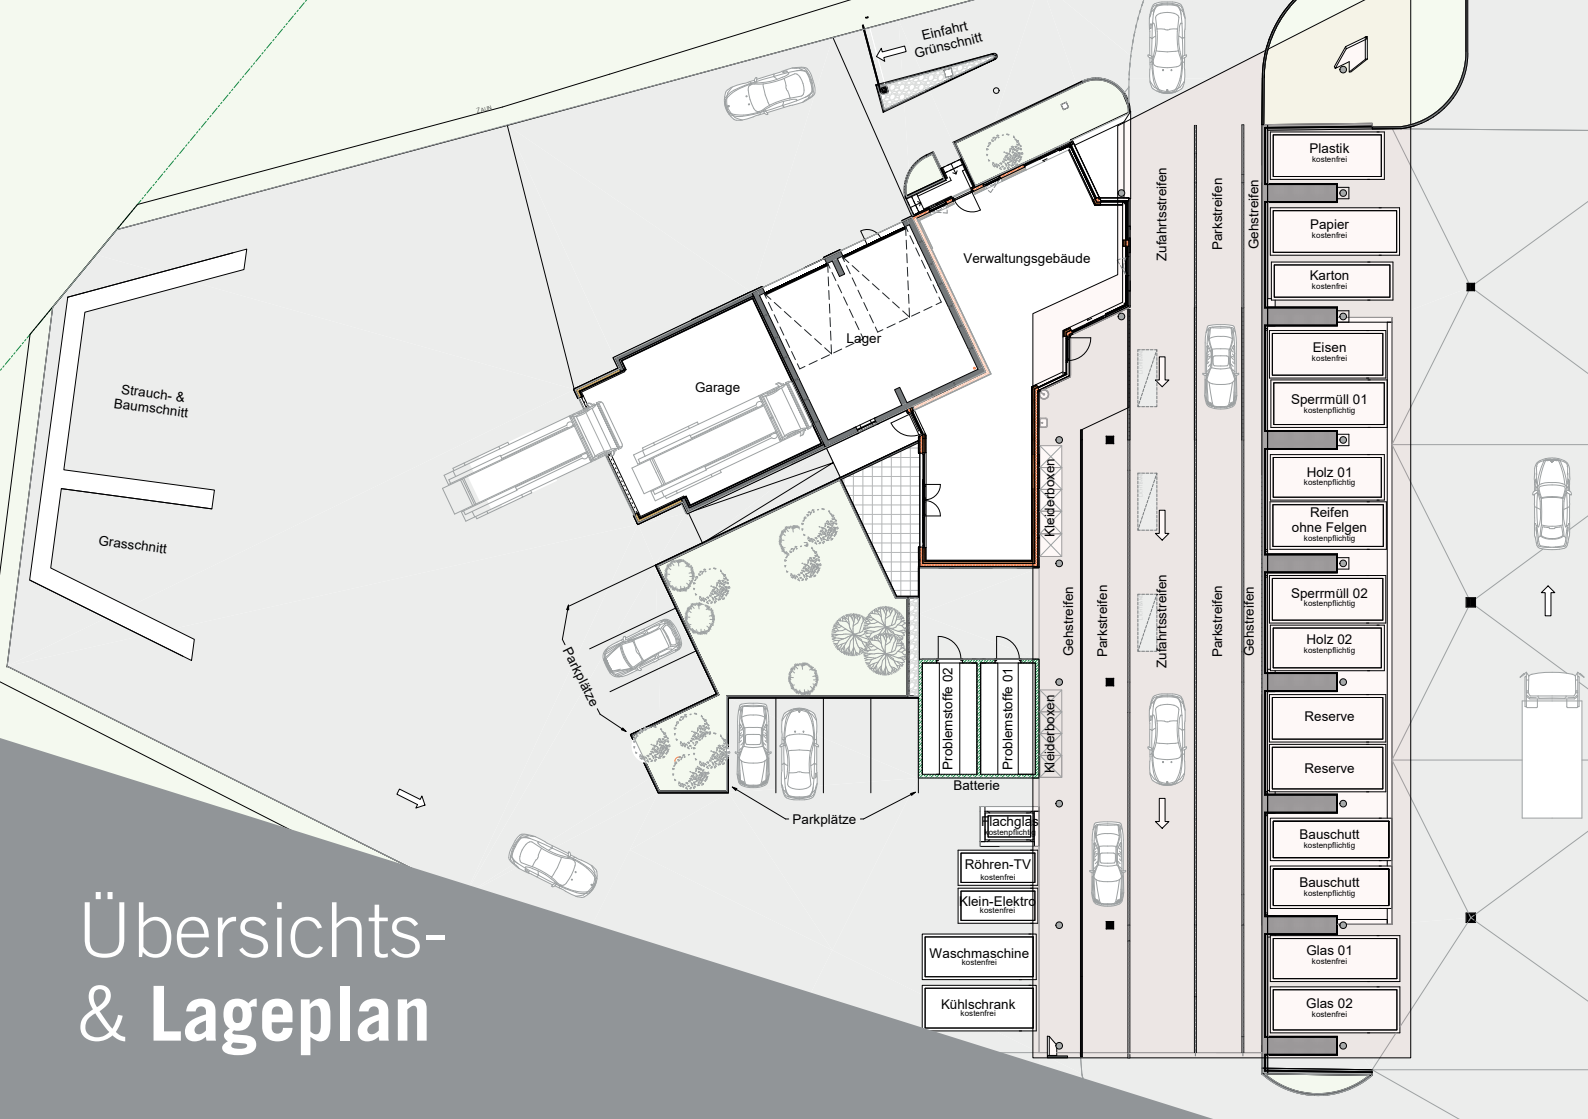 Einfahrt
Grünschnitt
ZAUN
Plastik
kostenfrei
Papier
kostenfrei
Karton
kostenfrei
Eisen
kostenfrei
Sperrmüll 01
kostenpflichtig
Holz 01
kostenpflichtig
Reifen
ohne Felgen
kostenpflichtig
Sperrmüll 02
kostenpflichtig
Holz 02
kostenpflichtig
Reserve
Reserve
Bauschutt
kostenpflichtig
Bauschutt
kostenpflichtig
Glas 01
kostenfrei
Glas 02
kostenfrei
Zufahrtsstreifen
Parkstreifen
Gehstreifen
Verwaltungsgebäude
Lager
Garage
Strauch- &
Baumschnitt
Grasschnitt
Kleiderboxen
Gehstreifen
Parkstreifen
Zufahrtsstreifen
Parkstreifen
Gehstreifen
Parkplätze
Problemstoffe 02
Problemstoffe 01
Kleiderboxen
Batterie
Parkplätze
Flachglas
kostenpflichtig
Röhren-TV
kostenfrei
Klein-Elektro
kostenfrei
Waschmaschine
kostenfrei
Kühlschrank
kostenfrei
Übersichts-
& Lageplan